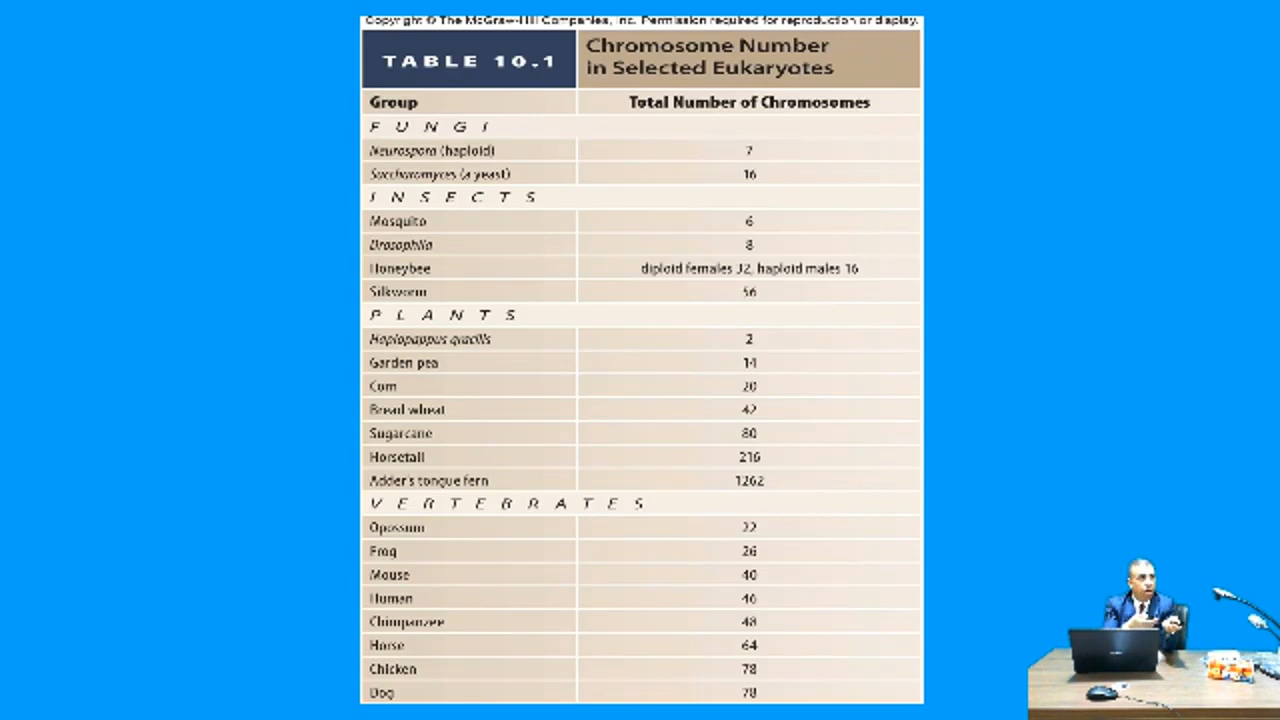 Copyright © The McGraw-Hill Companies, Inc. Permission required for reproduction or display.
TABLE 10.1
Chromosome Number
in Selected Eukaryotes
Group Total Number of Chromosomes
FUNGI
Neurospora (haploid) 7
Saccharomyces (a yeast) 16
INSECTS
Mosquito 6
Drosophila 8
Honeybee diploid females 32, haploid males 16
Silkworm 56
PLANTS
Haplopappus gracilis 2
Garden pea 14
Corn 20
Bread wheat 42
Sugarcane 80
Horsetail 216
Adder's tongue fern 1262
VERTEBRATES
Opossum 22
Frog 26
Mouse 40
Human 46
Chimpanzee 48
Horse 64
Chicken 78
Dog 78